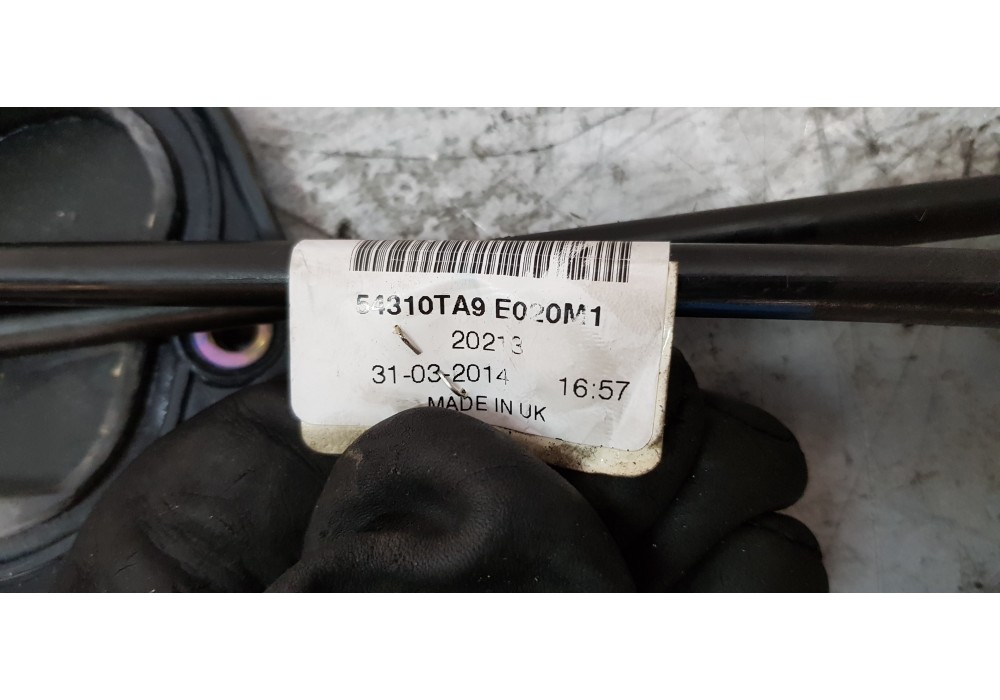 54310TA9 E020M1
20213
31-03-2014 16:57
MADE IN UK